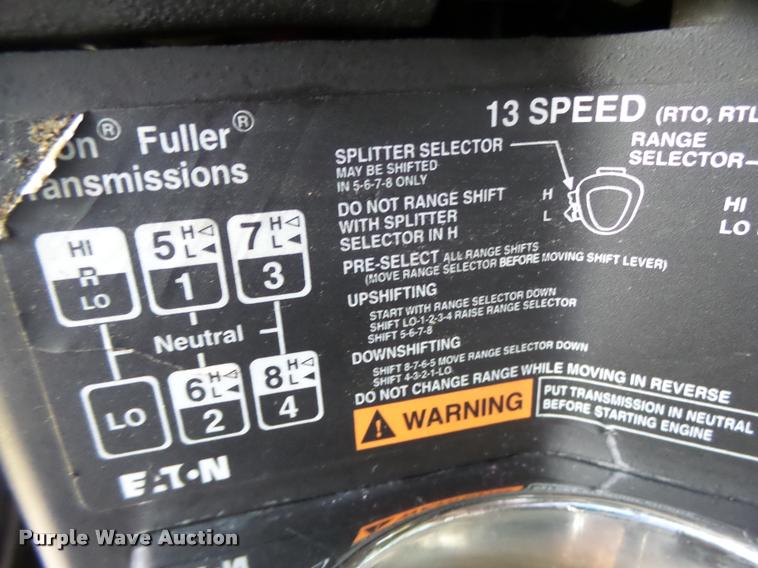 Fuller®
13 SPEED (RTO, RTL
RANGE
SELECTOR
SPLITTER SELECTOR
MAY BE SHIFTED
IN 5-6-7-8 ONLY
H
L
HI
LO
DO NOT RANGE SHIFT
WITH SPLITTER
SELECTOR IN H
PRE-SELECT ALL RANGE SHIFTS
(MOVE RANGE SELECTOR BEFORE MOVING SHIFT LEVER)
UPSHIFTING
START WITH RANGE SELECTOR DOWN
SHIFT LO-1-2-3-4 RAISE RANGE SELECTOR
SHIFT 5-6-7-8
DOWNSHIFTING
SHIFT 8-7-6-5 MOVE RANGE SELECTOR DOWN
SHIFT 4-3-2-1-LO
DO NOT CHANGE RANGE WHILE MOVING IN REVERSE
WARNING
PUT TRANSMISSION IN NEUTRAL
BEFORE STARTING ENGINE
ansmissions
HI
R
LO
5 H
L
1
7 H
L
3
Neutral
LO
6 H
L
2
8 H
L
4
EATON
Purple Wave Auction